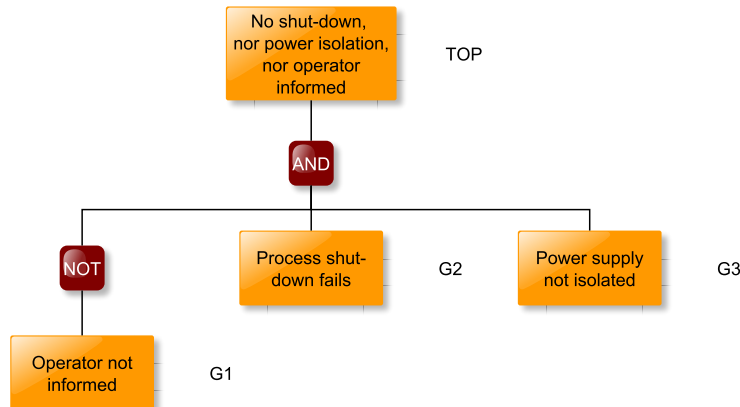 No shut-down,
nor power isolation,
nor operator
informed
TOP
AND
NOT
Process shut-
down fails
G2
Power supply
not isolated
G3
Operator not
informed
G1